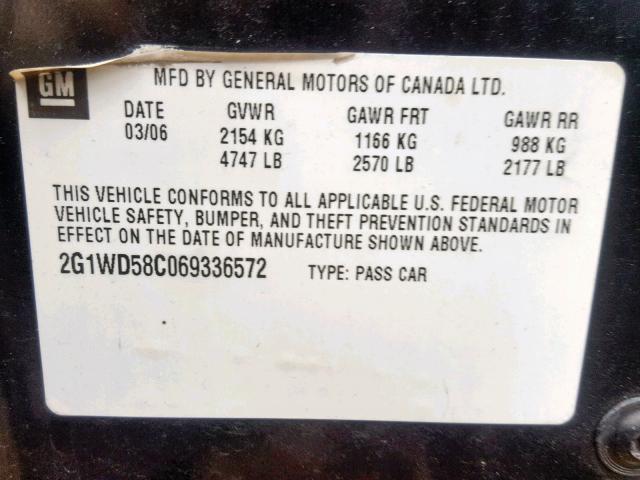 GM MFD BY GENERAL MOTORS OF CANADA LTD.
DATE GVWR GAWR FRT GAWR RR
03/06 2154 KG 1166 KG 988 KG
4747 LB 2570 LB 2177 LB
THIS VEHICLE CONFORMS TO ALL APPLICABLE U.S. FEDERAL MOTOR
VEHICLE SAFETY, BUMPER, AND THEFT PREVENTION STANDARDS IN
EFFECT ON THE DATE OF MANUFACTURE SHOWN ABOVE.
2G1WD58C069336572 TYPE: PASS CAR